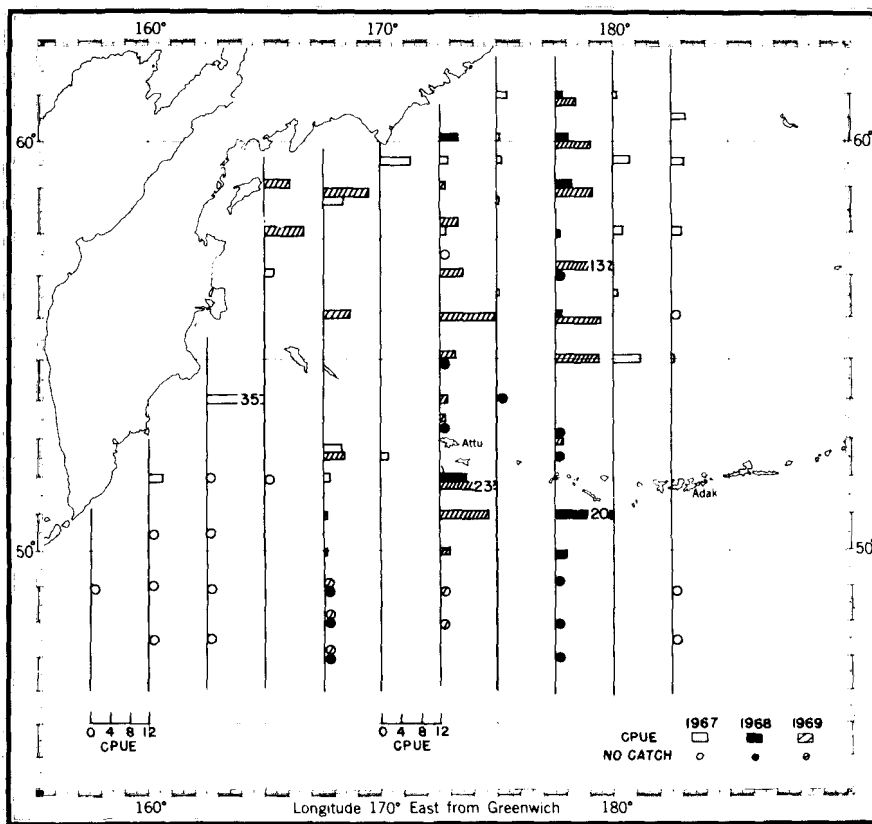 160° 170° 180°
60° 60°
137
Attu
35
23
Adak
20
50° 50°
0 4 8 12 0 4 8 12
CPUE CPUE
1967 1968 1969
CPUE
NO CATCH
160° Longitude 170° East from Greenwich 180°